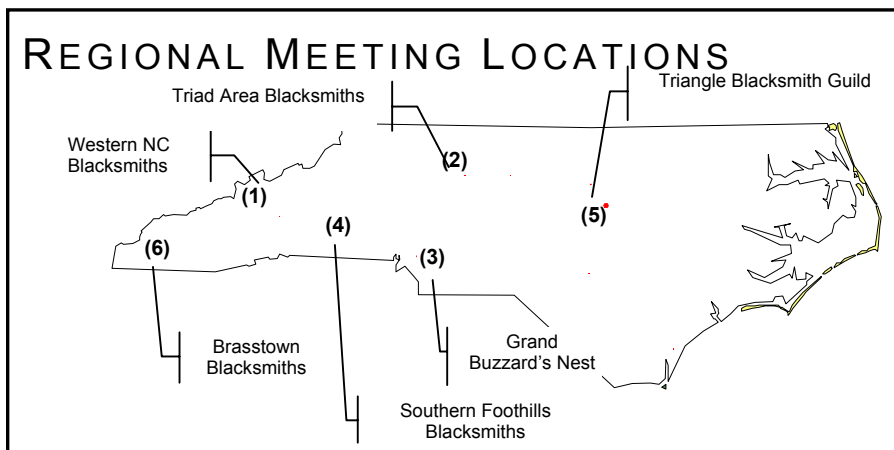 REGIONAL MEETING LOCATIONS
Triad Area Blacksmiths
Triangle Blacksmith Guild
Western NC
Blacksmiths
(2)
(1)
(5)
(4)
(6)
(3)
Brasstown
Blacksmiths
Grand
Buzzard's Nest
Southern Foothills
Blacksmiths